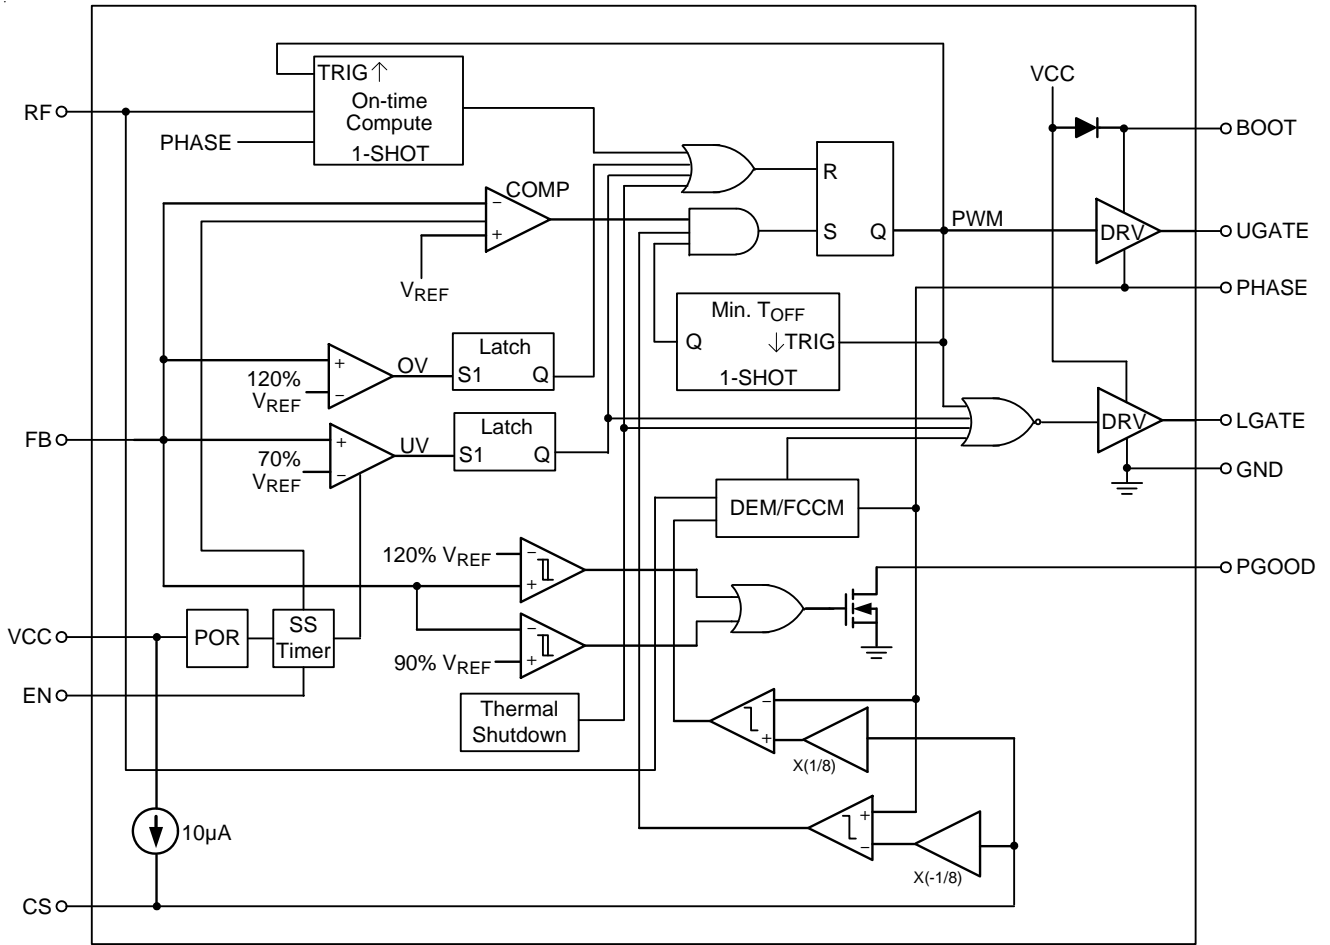 TRIG↑
On-time
Compute
1-SHOT
RF
PHASE
VCC
BOOT
COMP
−
+
VREF
R
S
Q
PWM
DRV
UGATE
PHASE
Min. TOFF
Q
↓TRIG
1-SHOT
+
−
120%
VREF
OV
Latch
S1
Q
FB
+
−
70%
VREF
UV
Latch
S1
Q
DRV
LGATE
GND
DEM/FCCM
120% VREF
−
+
PGOOD
90% VREF
−
+
VCC
POR
SS
Timer
EN
Thermal
Shutdown
−
+
X(1/8)
10µA
+
−
X(-1/8)
CS